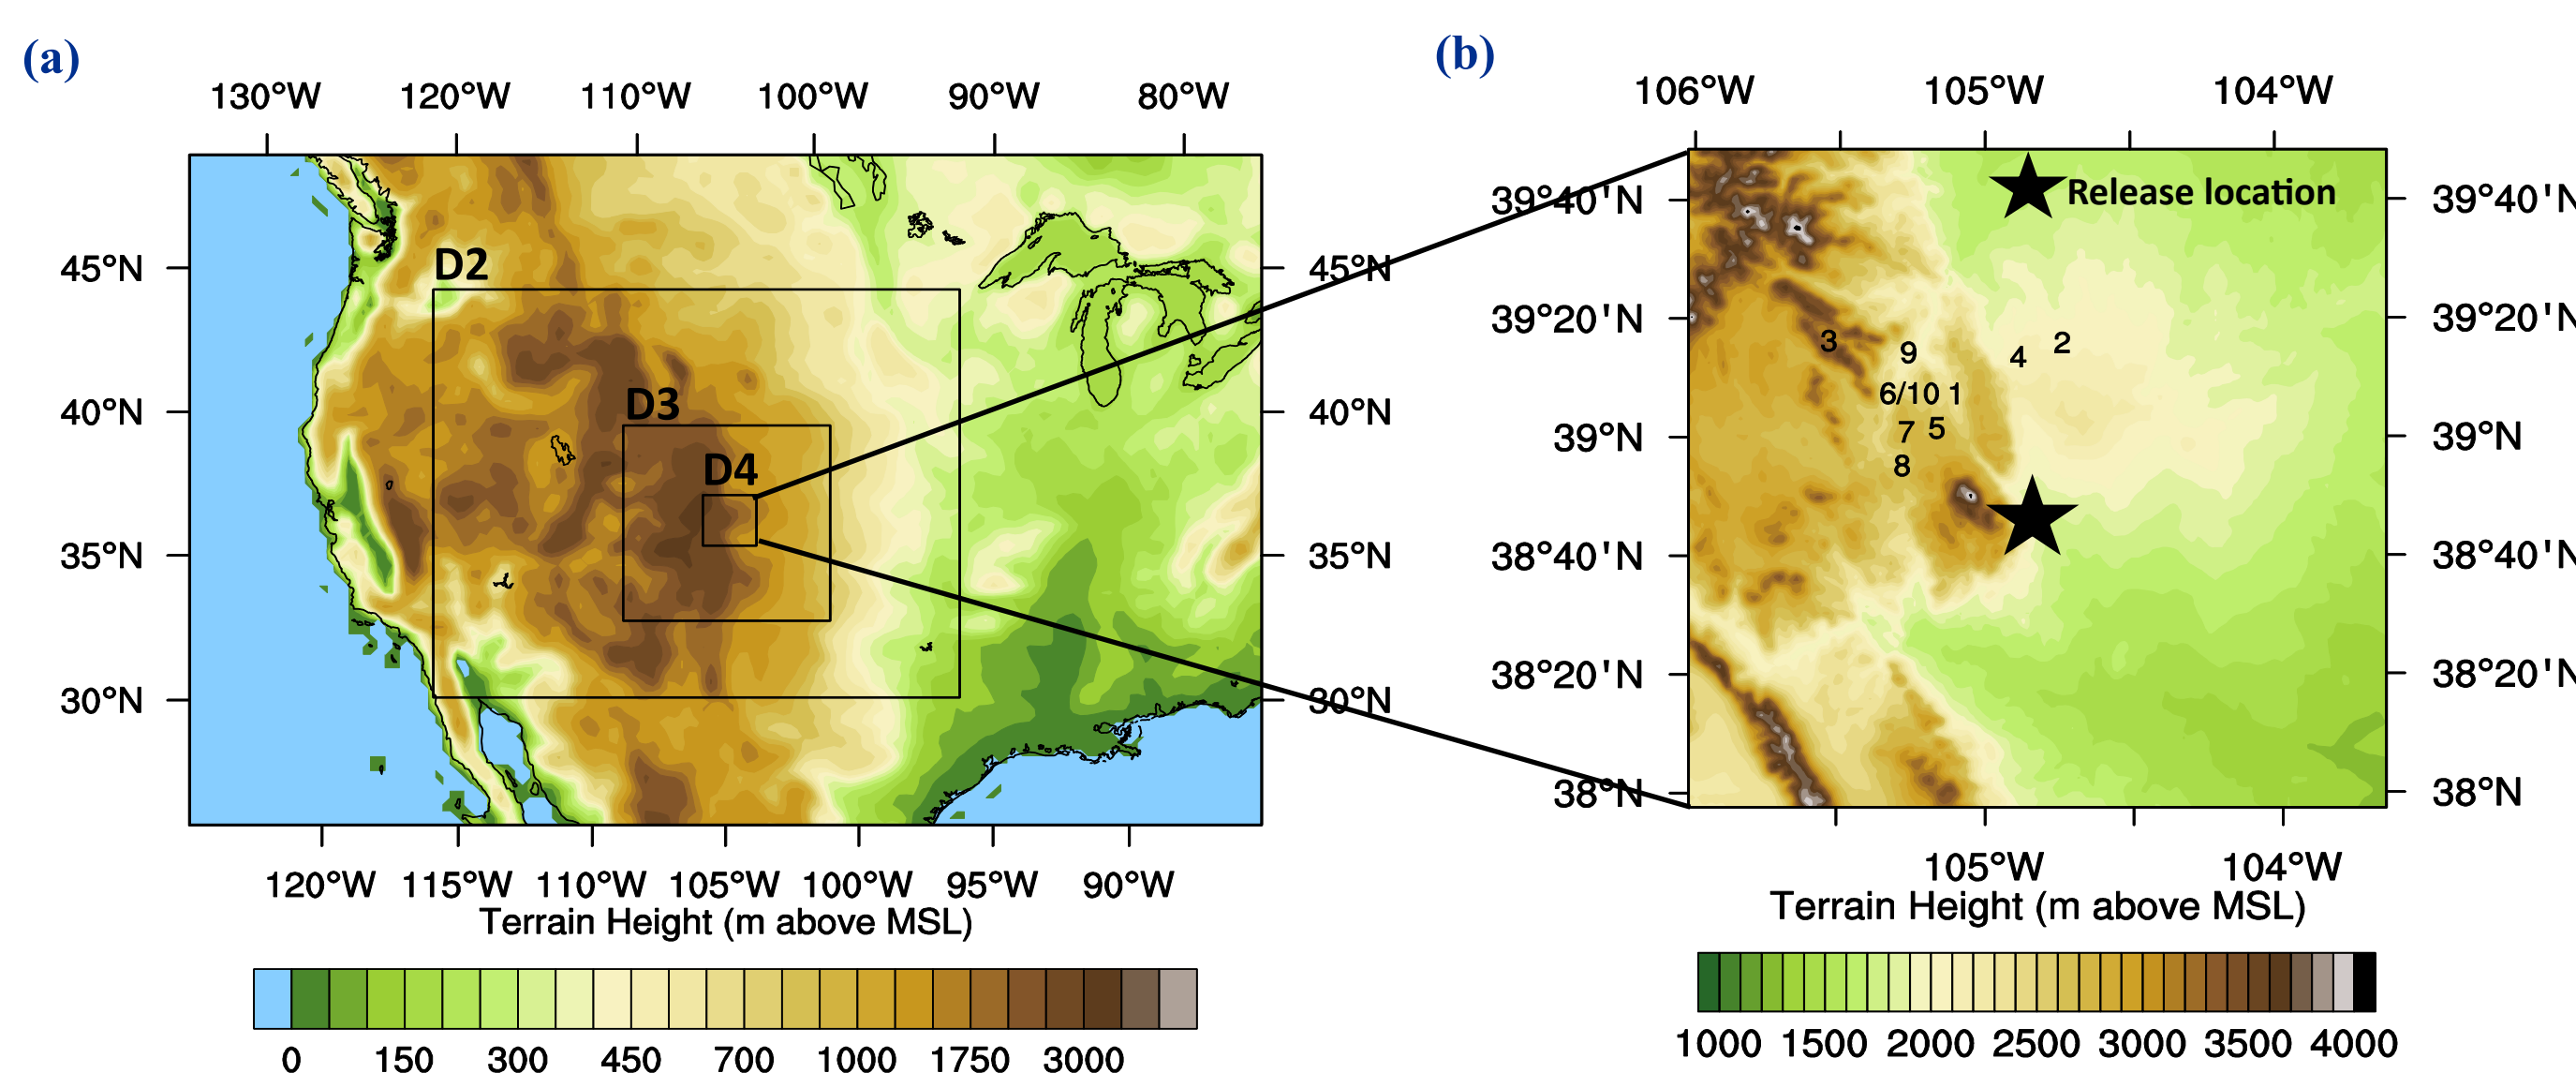 (a)
130°W 120°W 110°W 100°W 90°W 80°W
45°N 45°N
40°N 40°N
35°N 35°N
30°N 30°N
D2
D3
D4
120°W 115°W 110°W 105°W 100°W 95°W 90°W
Terrain Height (m above MSL)
0 150 300 450 700 1000 1750 3000
(b)
106°W 105°W 104°W
39°40'N 39°40'N
Release location
39°20'N 39°20'N
3 9 4 2
6/10 1
39°N 39°N
7 5
8
38°40'N 38°40'N
38°20'N 38°20'N
38°N 38°N
105°W 104°W
Terrain Height (m above MSL)
1000 1500 2000 2500 3000 3500 4000